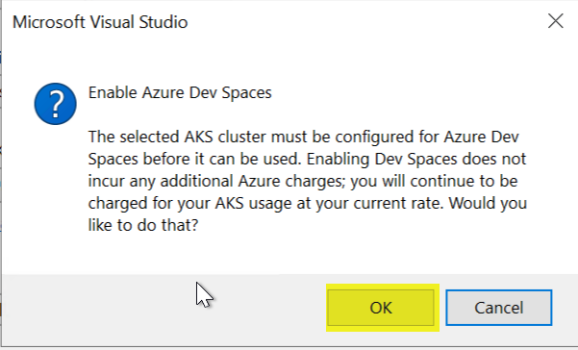 Microsoft Visual Studio
Enable Azure Dev Spaces
The selected AKS cluster must be configured for Azure Dev
Spaces before it can be used. Enabling Dev Spaces does not
incur any additional Azure charges; you will continue to be
charged for your AKS usage at your current rate. Would you
like to do that?
OK
Cancel